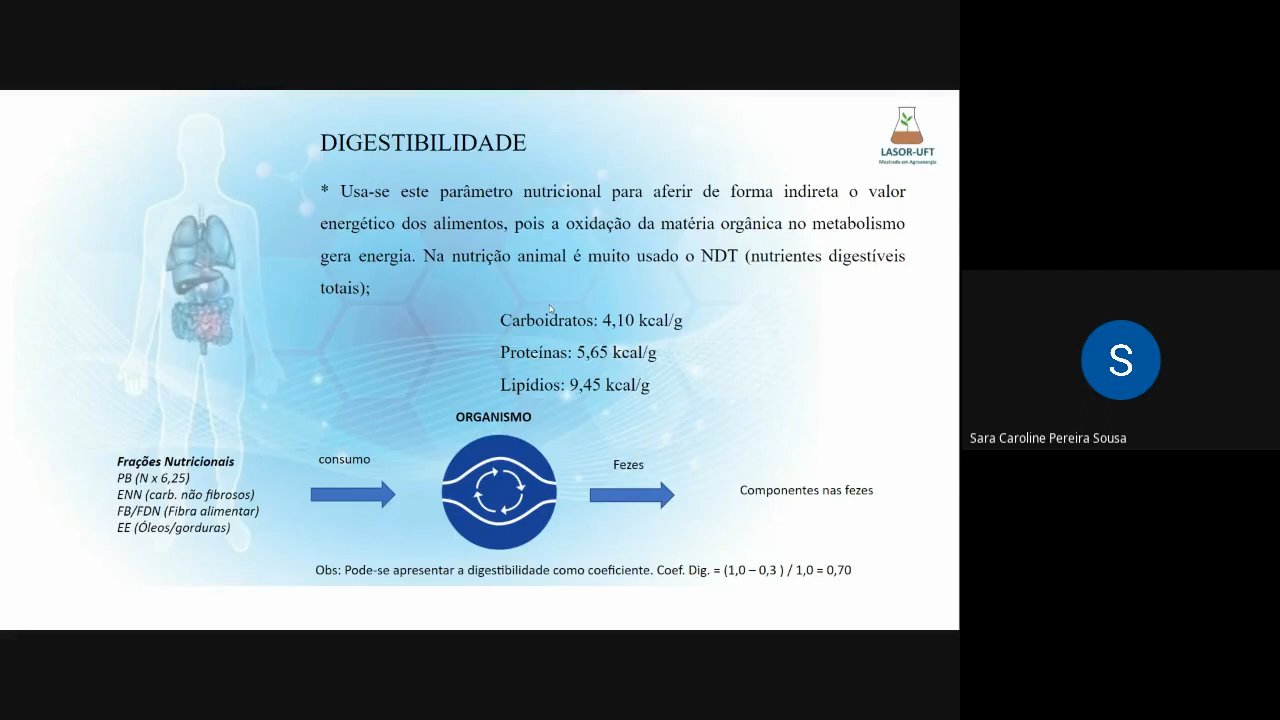 DIGESTIBILIDADE
LASOR-UFT
Mestrado em Agroenergia
* Usa-se este parâmetro nutricional para aferir de forma indireta o valor
energético dos alimentos, pois a oxidação da matéria orgânica no metabolismo
gera energia. Na nutrição animal é muito usado o NDT (nutrientes digestíveis
totais);
Carboidratos: 4,10 kcal/g
Proteínas: 5,65 kcal/g
Lipídios: 9,45 kcal/g
ORGANISMO
Frações Nutricionais
PB (N x 6,25)
ENN (carb. não fibrosos)
FB/FDN (Fibra alimentar)
EE (Óleos/gorduras)
consumo
Fezes
Componentes nas fezes
Obs: Pode-se apresentar a digestibilidade como coeficiente. Coef. Dig. = (1,0 – 0,3 ) / 1,0 = 0,70
S
Sara Caroline Pereira Sousa